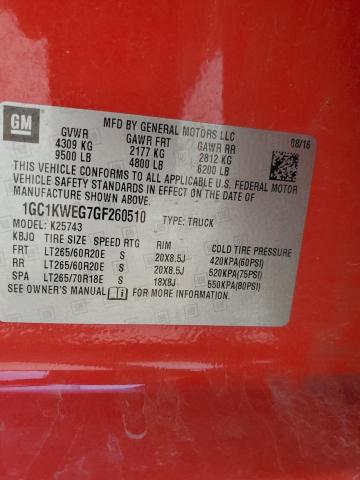 GM
MFD BY GENERAL MOTORS LLC
08/16
GVWR GAWR FRT GAWR RR
4309 KG 2177 KG 2812 KG
9500 LB 4800 LB 6200 LB
THIS VEHICLE CONFORMS TO ALL APPLICABLE U.S. FEDERAL MOTOR
VEHICLE SAFETY STANDARDS IN EFFECT ON THE DATE OF
MANUFACTURE SHOWN ABOVE.
1GC1KWEG7GF260510 TYPE: TRUCK
MODEL: K25743
KBJQ TIRE SIZE SPEED RTG RIM COLD TIRE PRESSURE
FRT LT265/60R20E S 20X8.5J 420KPA(60PSI)
RR LT265/60R20E S 20X8.5J 520KPA(75PSI)
SPA LT265/70R18E S 18X8J 550KPA(80PSI)
SEE OWNER'S MANUAL FOR MORE INFORMATION